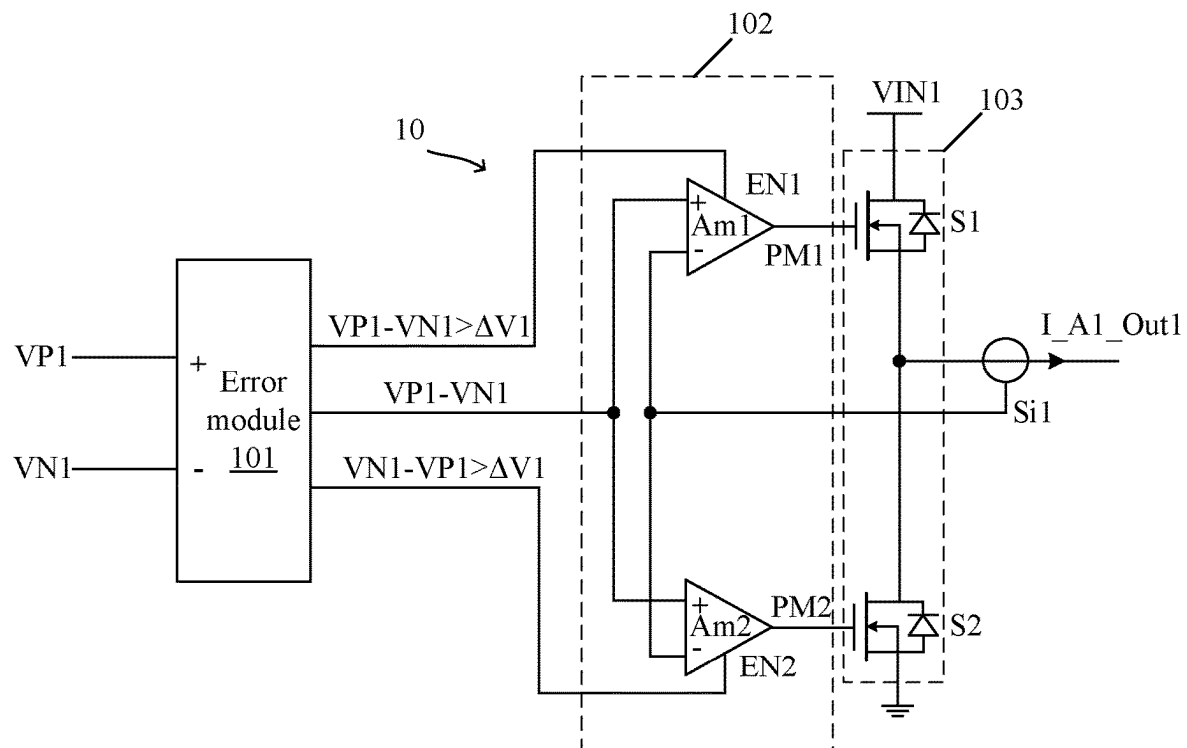 102
VIN1
103
10
EN1
+
Am1
-
S1
PM1
VP1-VN1>ΔV1
I_A1_Out1
VP1
+
Error
module
101
VP1-VN1
Si1
VN1
-
VN1-VP1>ΔV1
PM2
+
Am2
-
S2
EN2